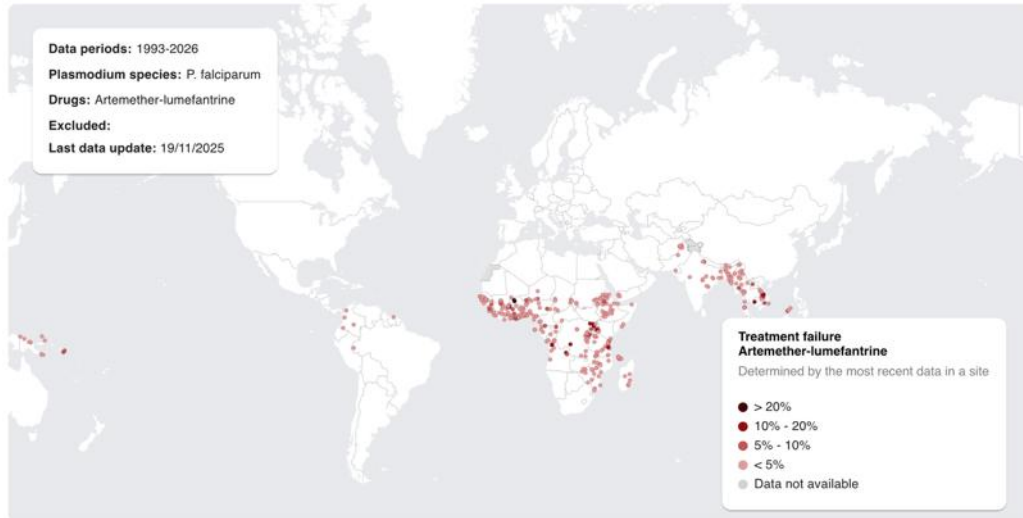 Data periods: 1993-2026
Plasmodium species: P. falciparum
Drugs: Artemether-lumefantrine
Excluded:
Last data update: 19/11/2025
Treatment failure
Artemether-lumefantrine
Determined by the most recent data in a site
> 20%
10% - 20%
5% - 10%
< 5%
Data not available